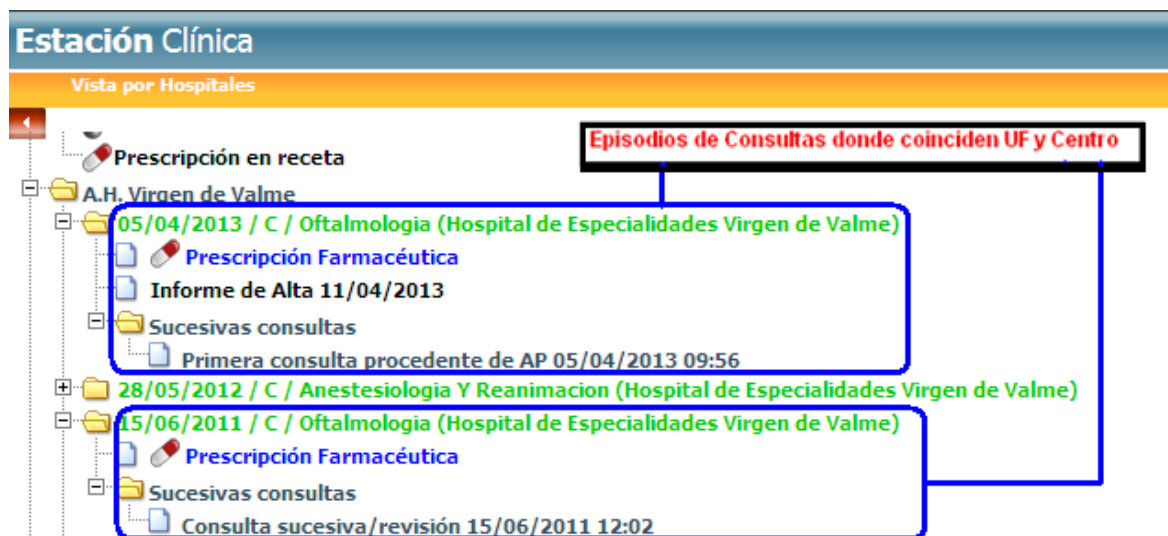 Estación Clínica
Vista por Hospitales
Episodios de Consultas donde coinciden UF y Centro
Prescripción en receta
A.H. Virgen de Valme
05/04/2013 / C / Oftalmologia (Hospital de Especialidades Virgen de Valme)
Prescripción Farmacéutica
Informe de Alta 11/04/2013
Sucesivas consultas
Primera consulta procedente de AP 05/04/2013 09:56
28/05/2012 / C / Anestesiologia Y Reanimacion (Hospital de Especialidades Virgen de Valme)
15/06/2011 / C / Oftalmologia (Hospital de Especialidades Virgen de Valme)
Prescripción Farmacéutica
Sucesivas consultas
Consulta sucesiva/revisión 15/06/2011 12:02